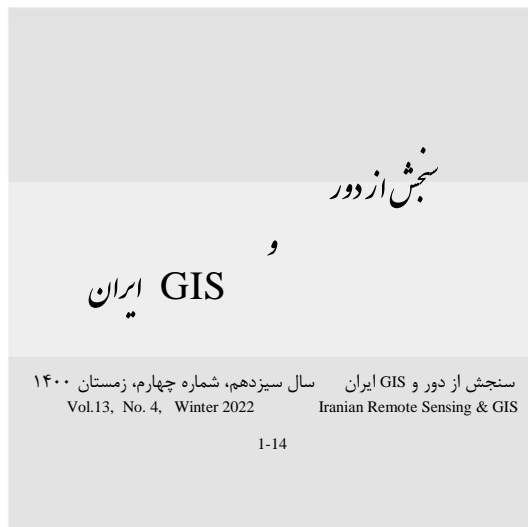 سنجش از دور
و
GIS ایران
سنجش از دور و GIS ایران سال سیزدهم، شماره چهارم، زمستان ۱۴۰۰
Vol.13, No. 4, Winter 2022 Iranian Remote Sensing & GIS
1-14